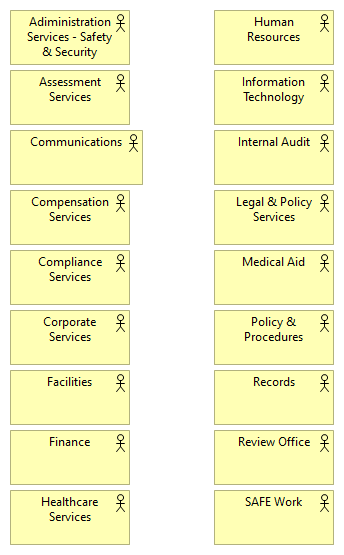 Adiministration
Services - Safety
& Security
Assessment
Services
Communications
Compensation
Services
Compliance
Services
Corporate
Services
Facilities
Finance
Healthcare
Services
Human
Resources
Information
Technology
Internal Audit
Legal & Policy
Services
Medical Aid
Policy &
Procedures
Records
Review Office
SAFE Work